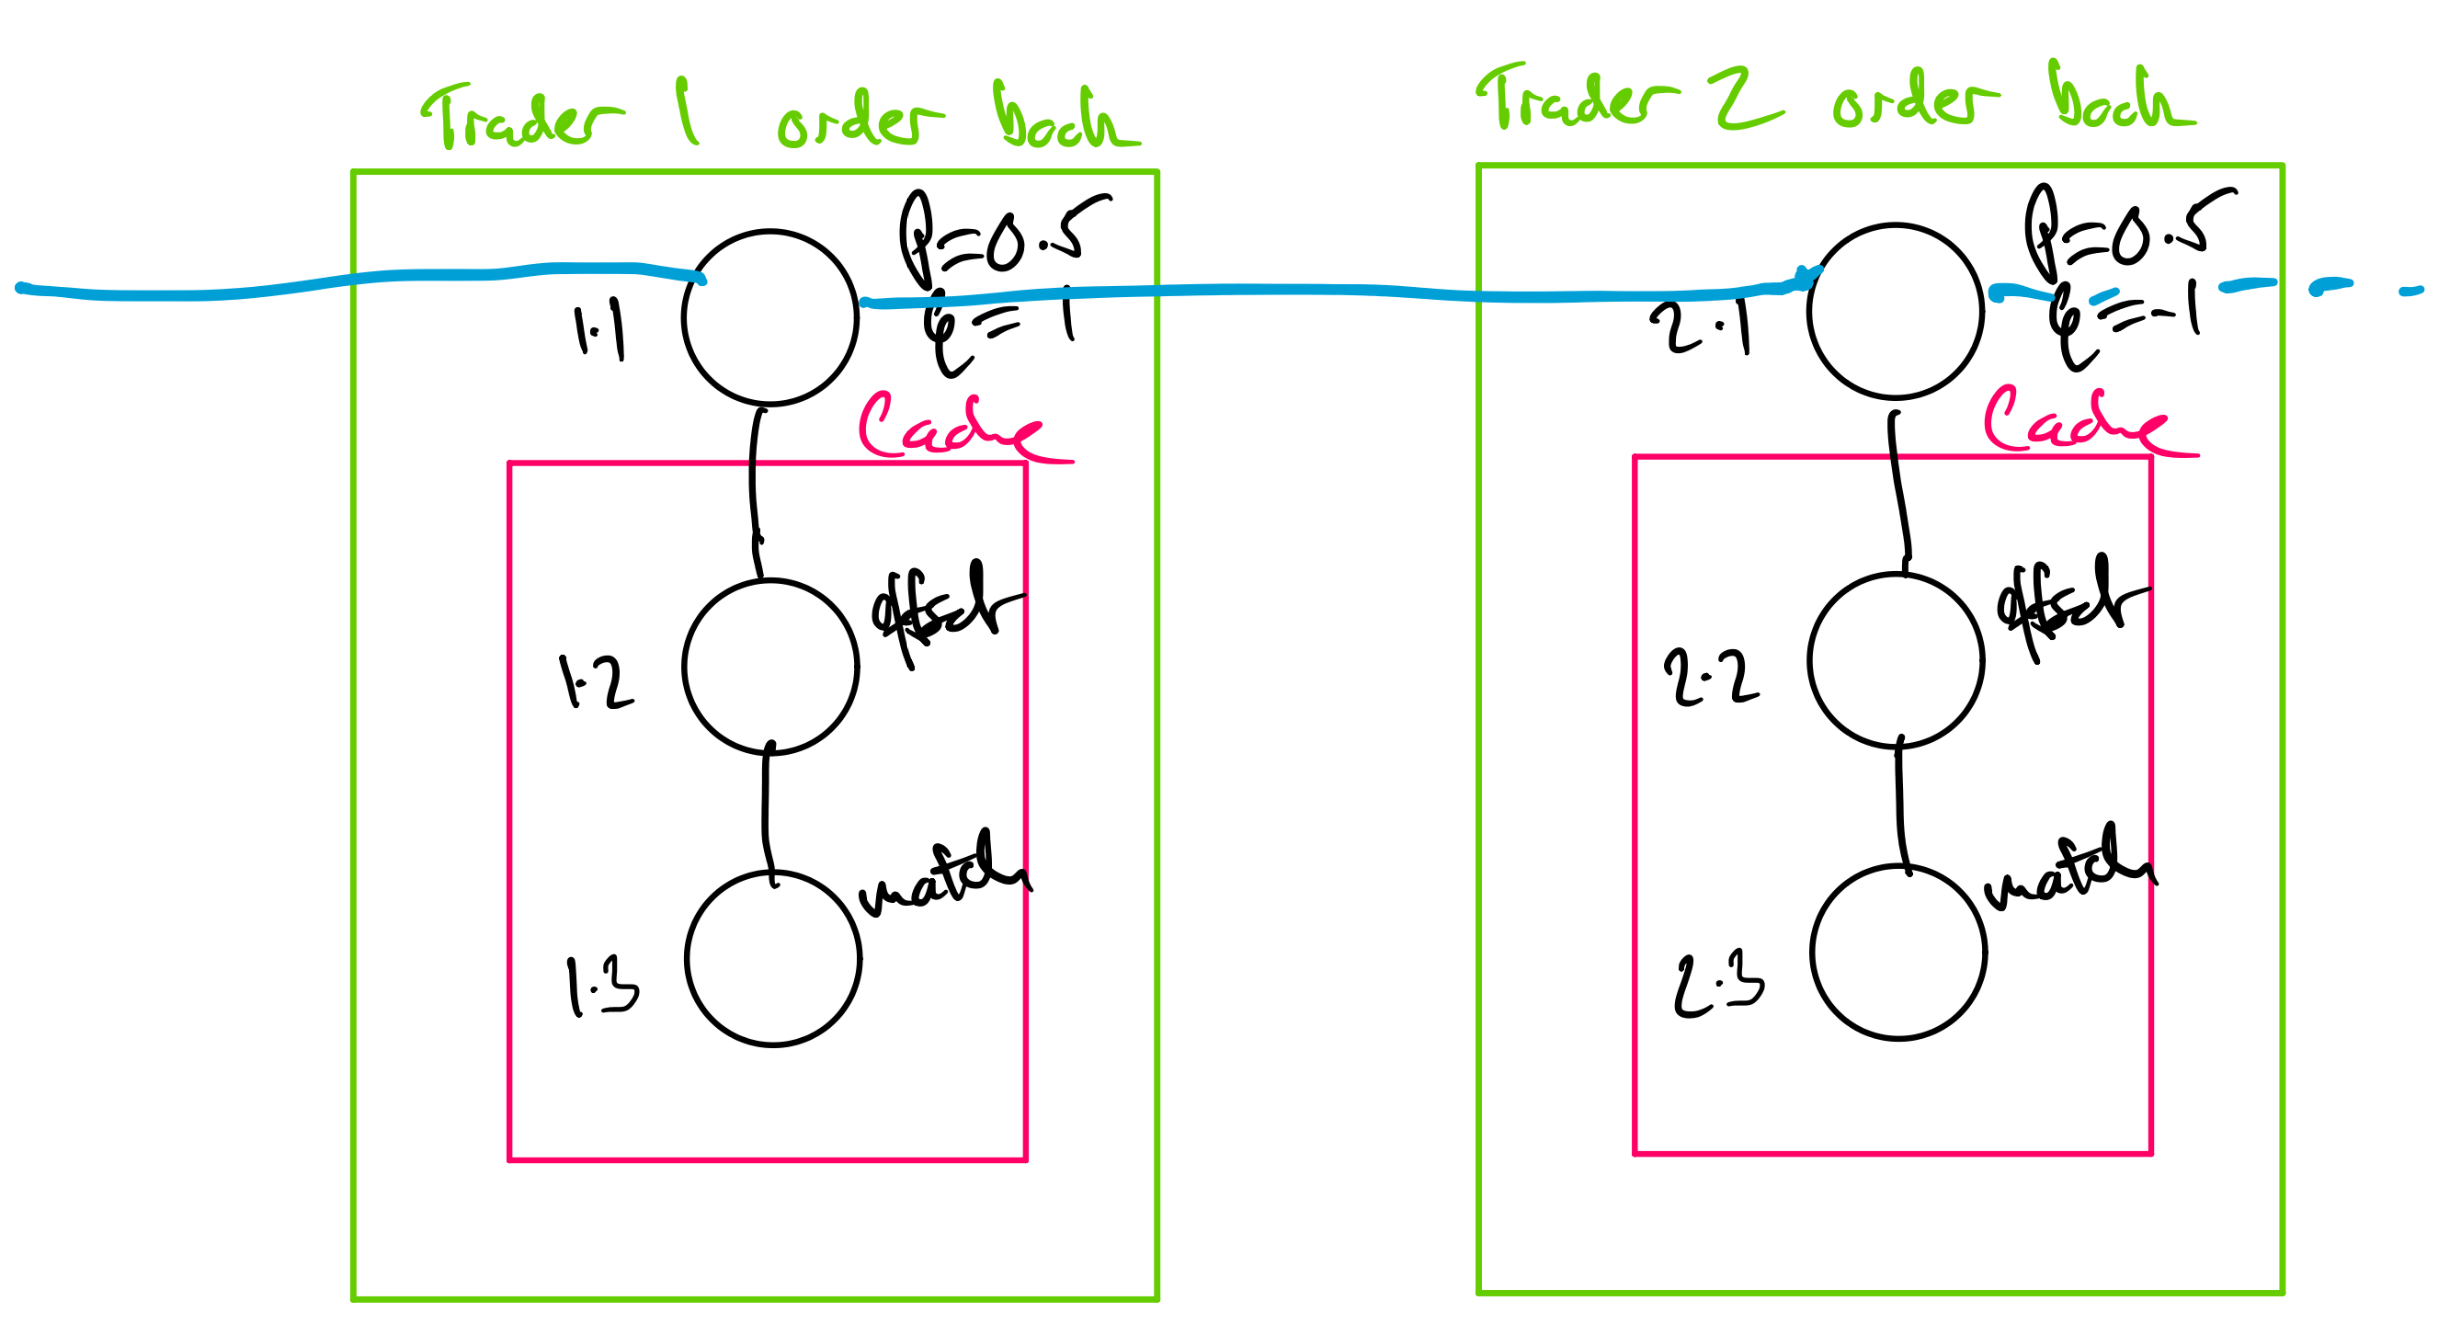 Trader 1 order book
p=0.5
q=1
1.1
Cache
offset
1.2
match
1.3
Trader 2 order book
p=0.5
q=-1
2.1
Cache
offset
2.2
match
2.3